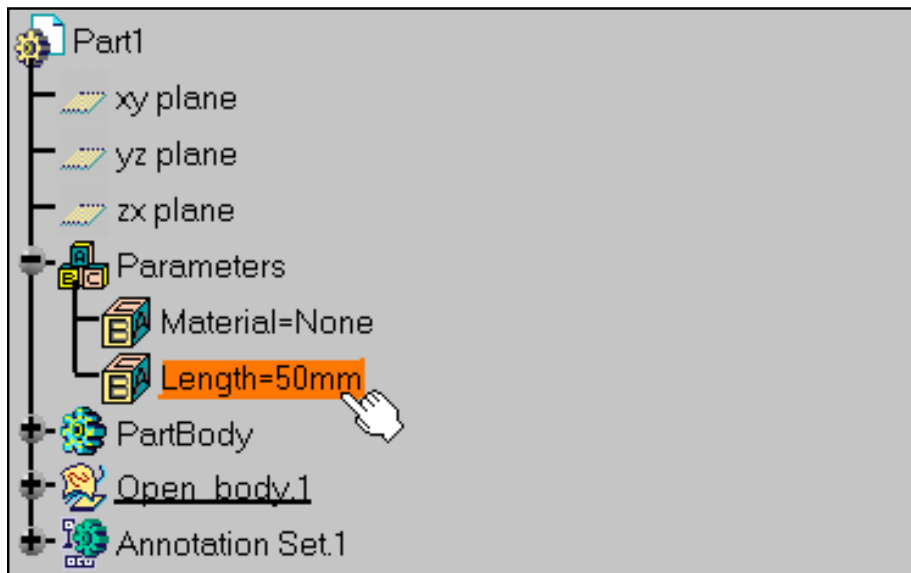 Part1
xy plane
yz plane
zx plane
Parameters
Material=None
Length=50mm
PartBody
Open_body.1
Annotation Set.1